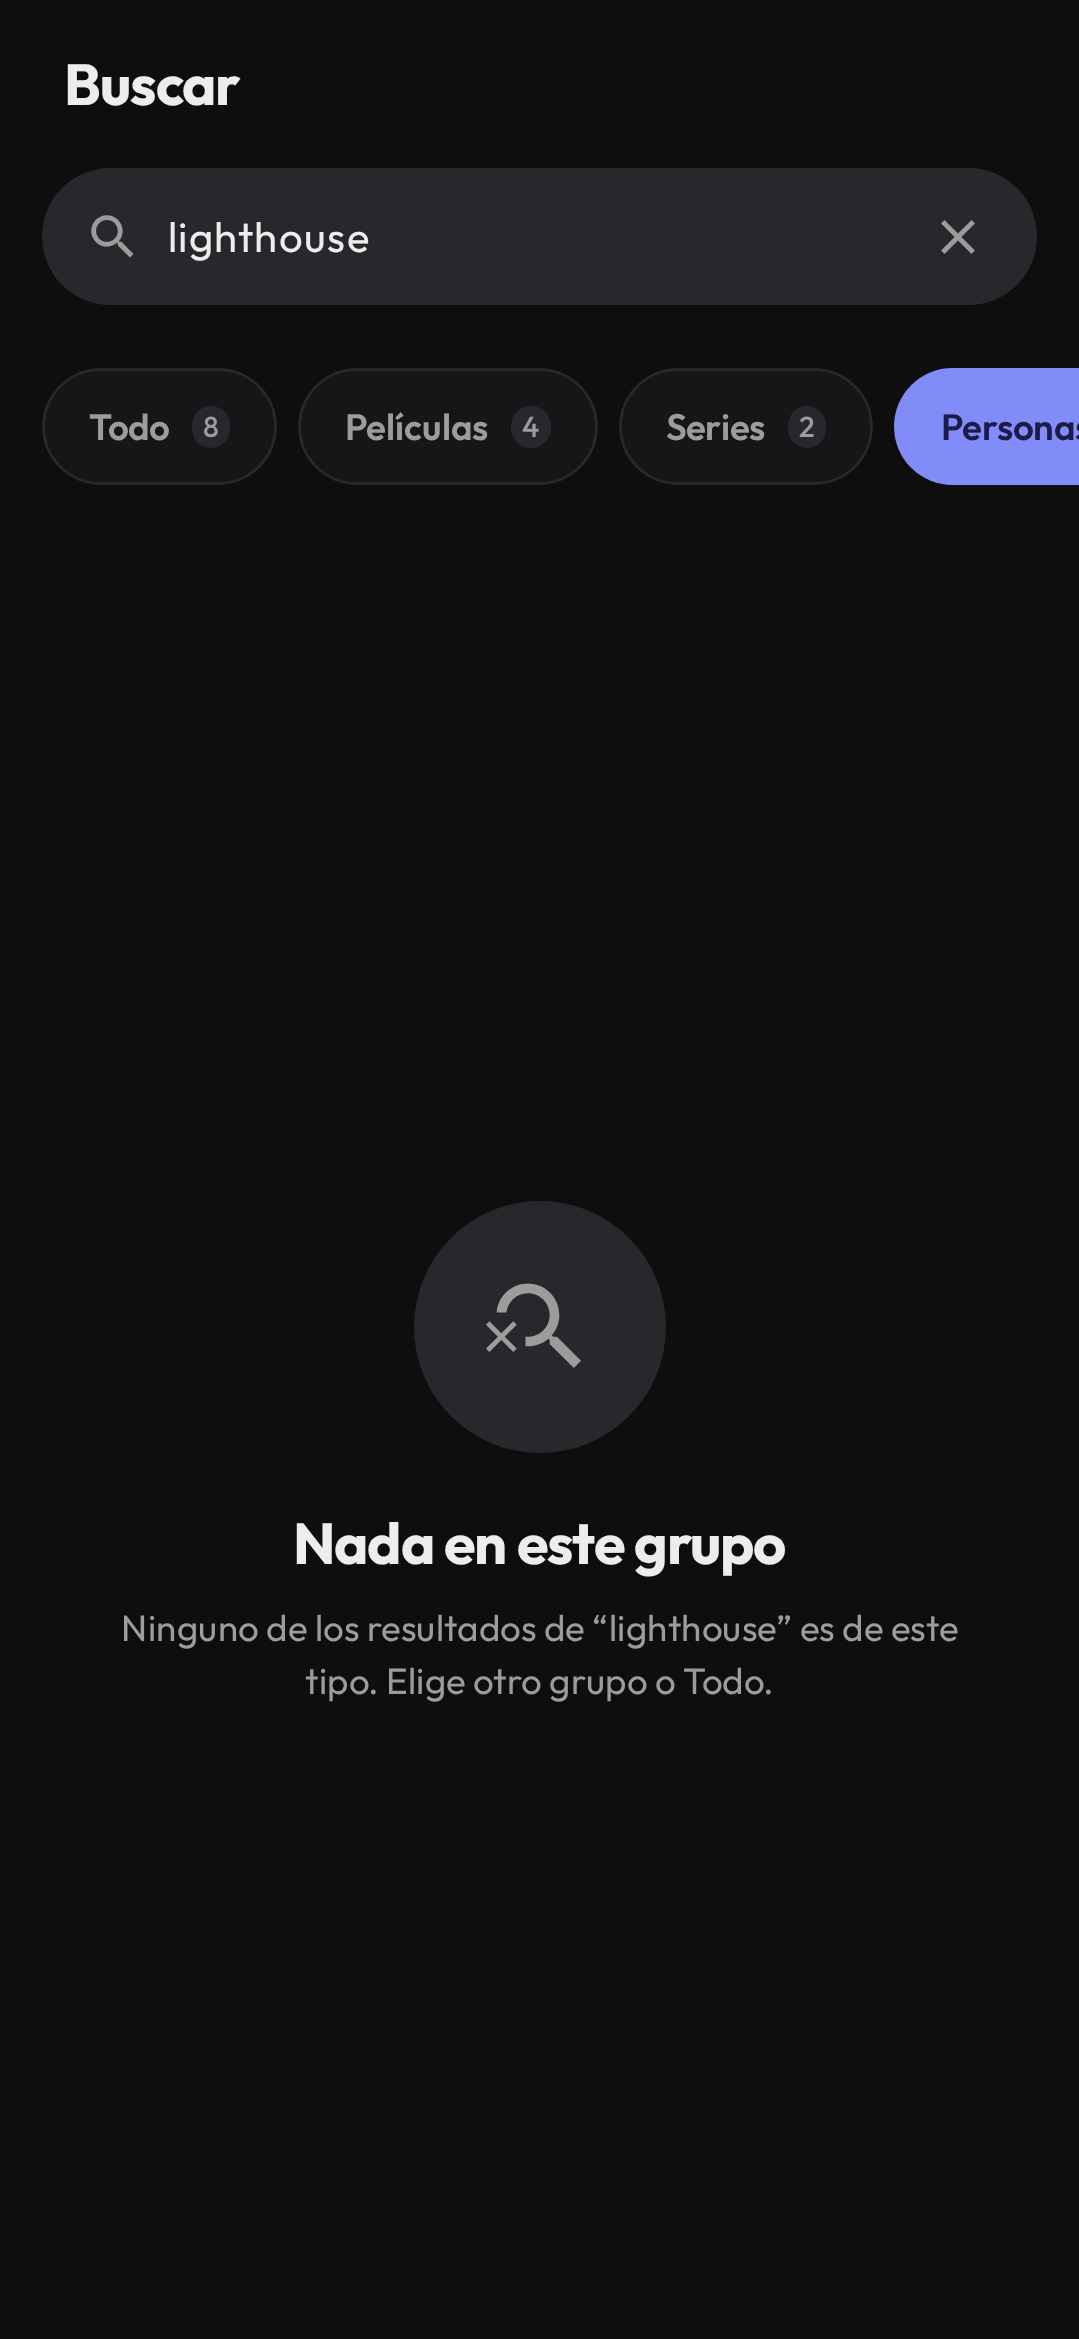 Buscar
lighthouse
Todo 8 Películas 4 Series 2 Personas
Nada en este grupo
Ninguno de los resultados de “lighthouse” es de este
tipo. Elige otro grupo o Todo.